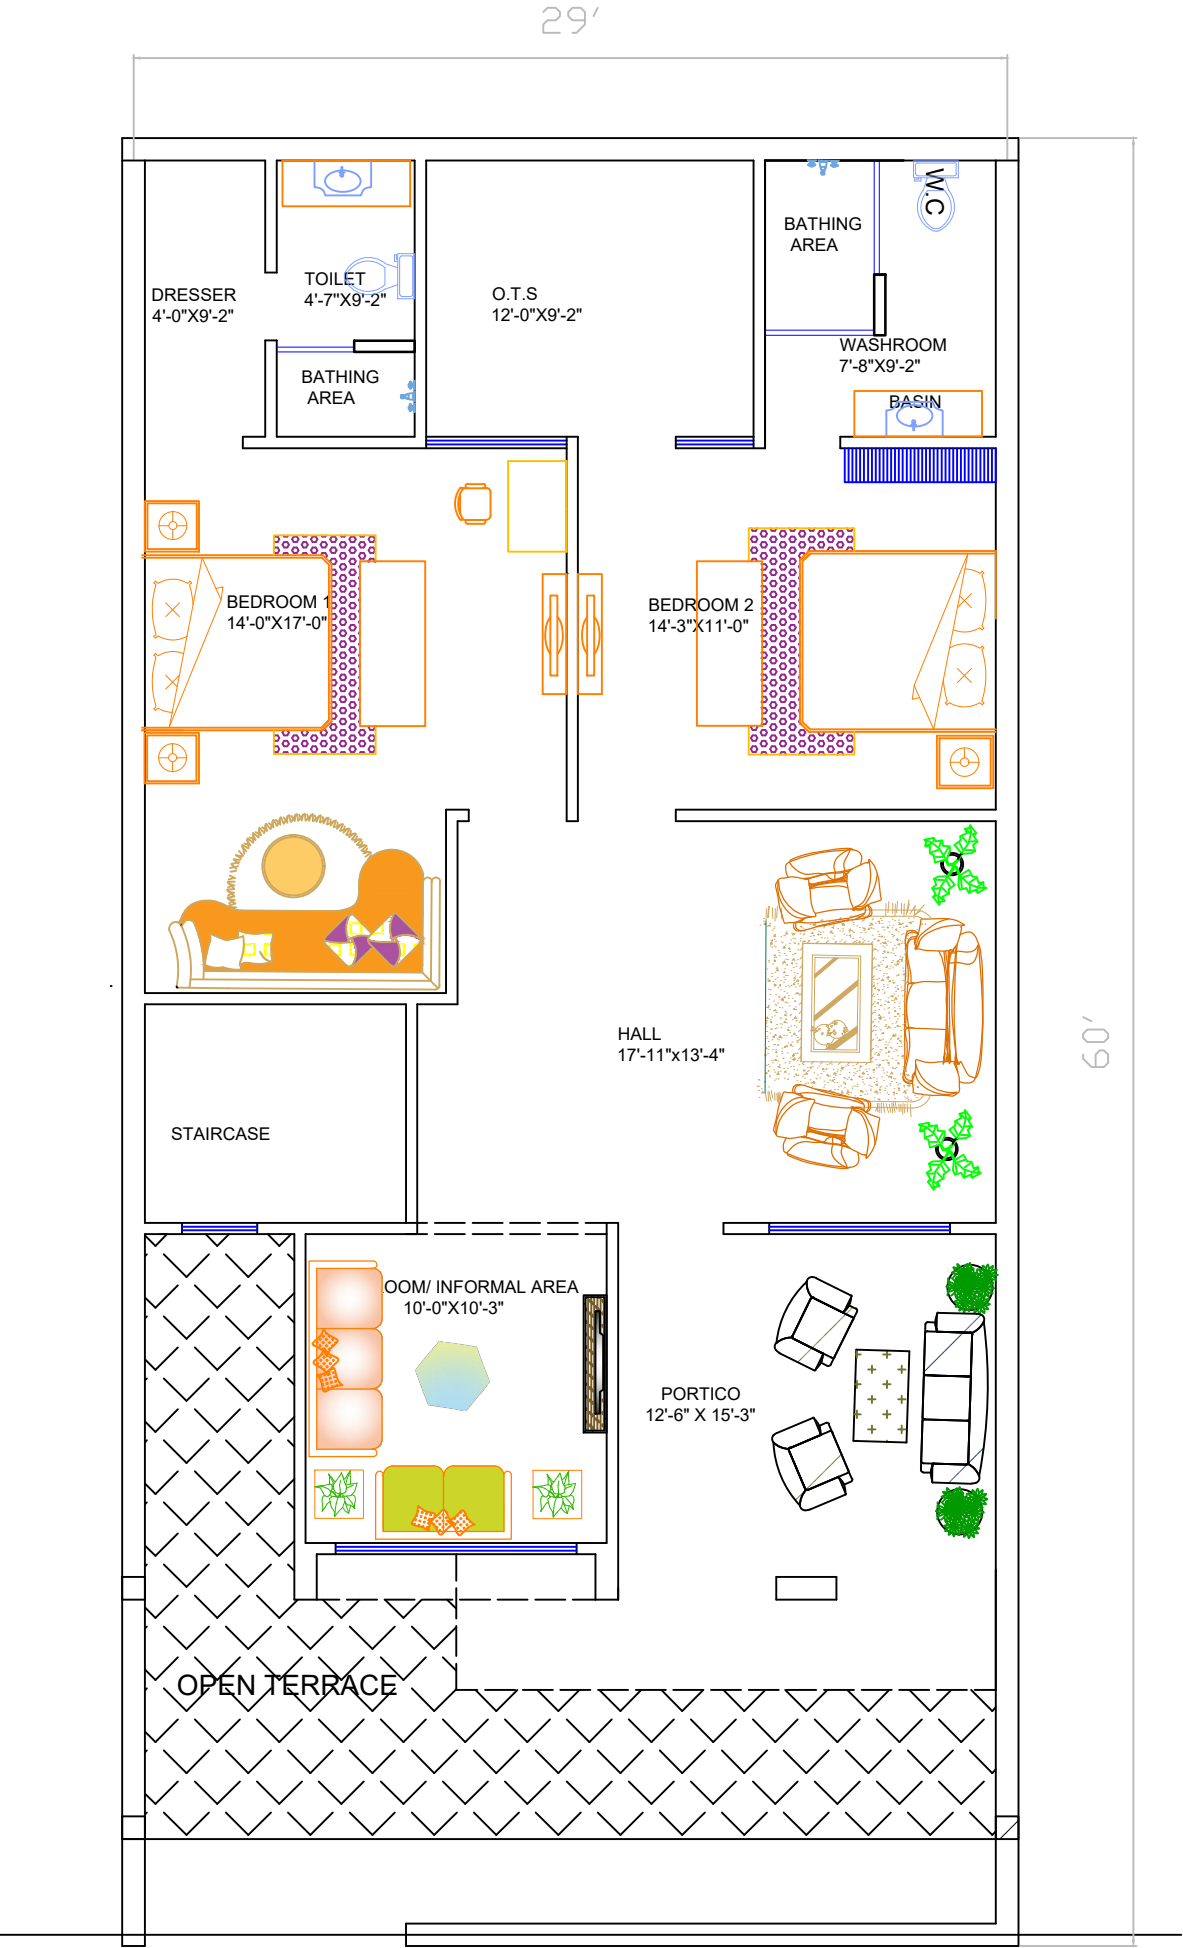 29'
BATHING
AREA
W.C
TOILET
4'-7"X9'-2"
DRESSER
4'-0"X9'-2"
O.T.S
12'-0"X9'-2"
WASHROOM
7'-8"X9'-2"
BATHING
AREA
BASIN
BEDROOM 1
14'-0"X17'-0"
BEDROOM 2
14'-3"X11'-0"
HALL
17'-11"x13'-4"
60'
STAIRCASE
OOM/ INFORMAL AREA
10'-0"X10'-3"
PORTICO
12'-6" X 15'-3"
OPEN TERRACE